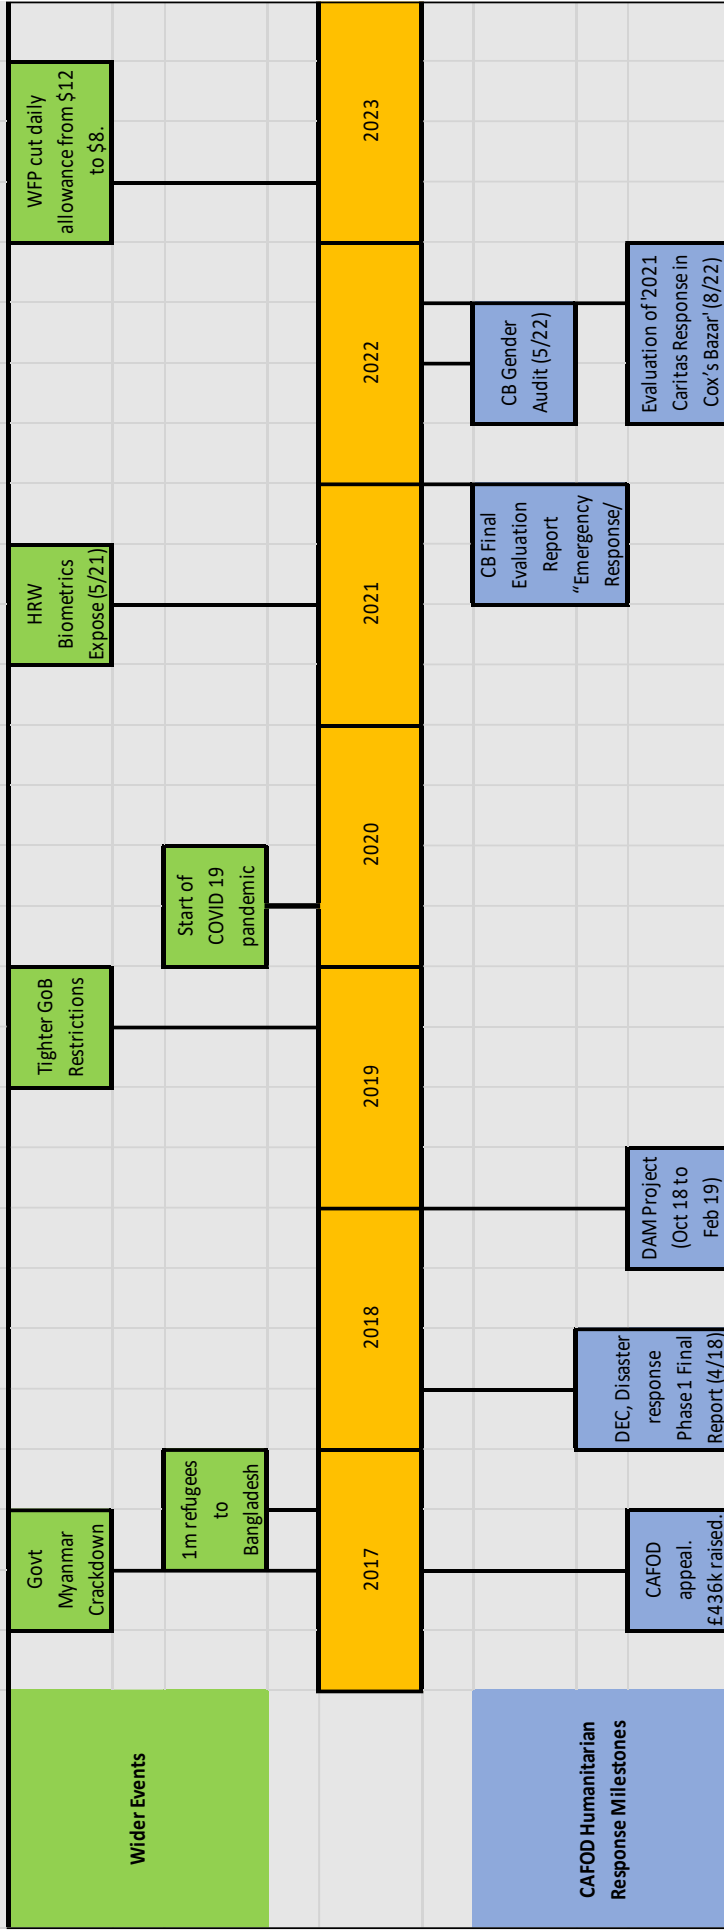 Wider Events
Govt
Myanmar
Crackdown
1m refugees
to
Bangladesh
Tighter GoB
Restrictions
Start of
COVID 19
pandemic
HRW
Biometrics
Expose (5/21)
WFP cut daily
allowance from $12
to $8.
2017
2018
2019
2020
2021
2022
2023
CAFOD Humanitarian
Response Milestones
CAFOD
appeal.
£436k raised.
DEC, Disaster
response
Phase 1 Final
Report (4/18)
DAM Project
(Oct 18 to
Feb 19)
CB Final
Evaluation
Report
“Emergency
Response/
CB Gender
Audit (5/22)
Evaluation of '2021
Caritas Response in
Cox's Bazar' (8/22)